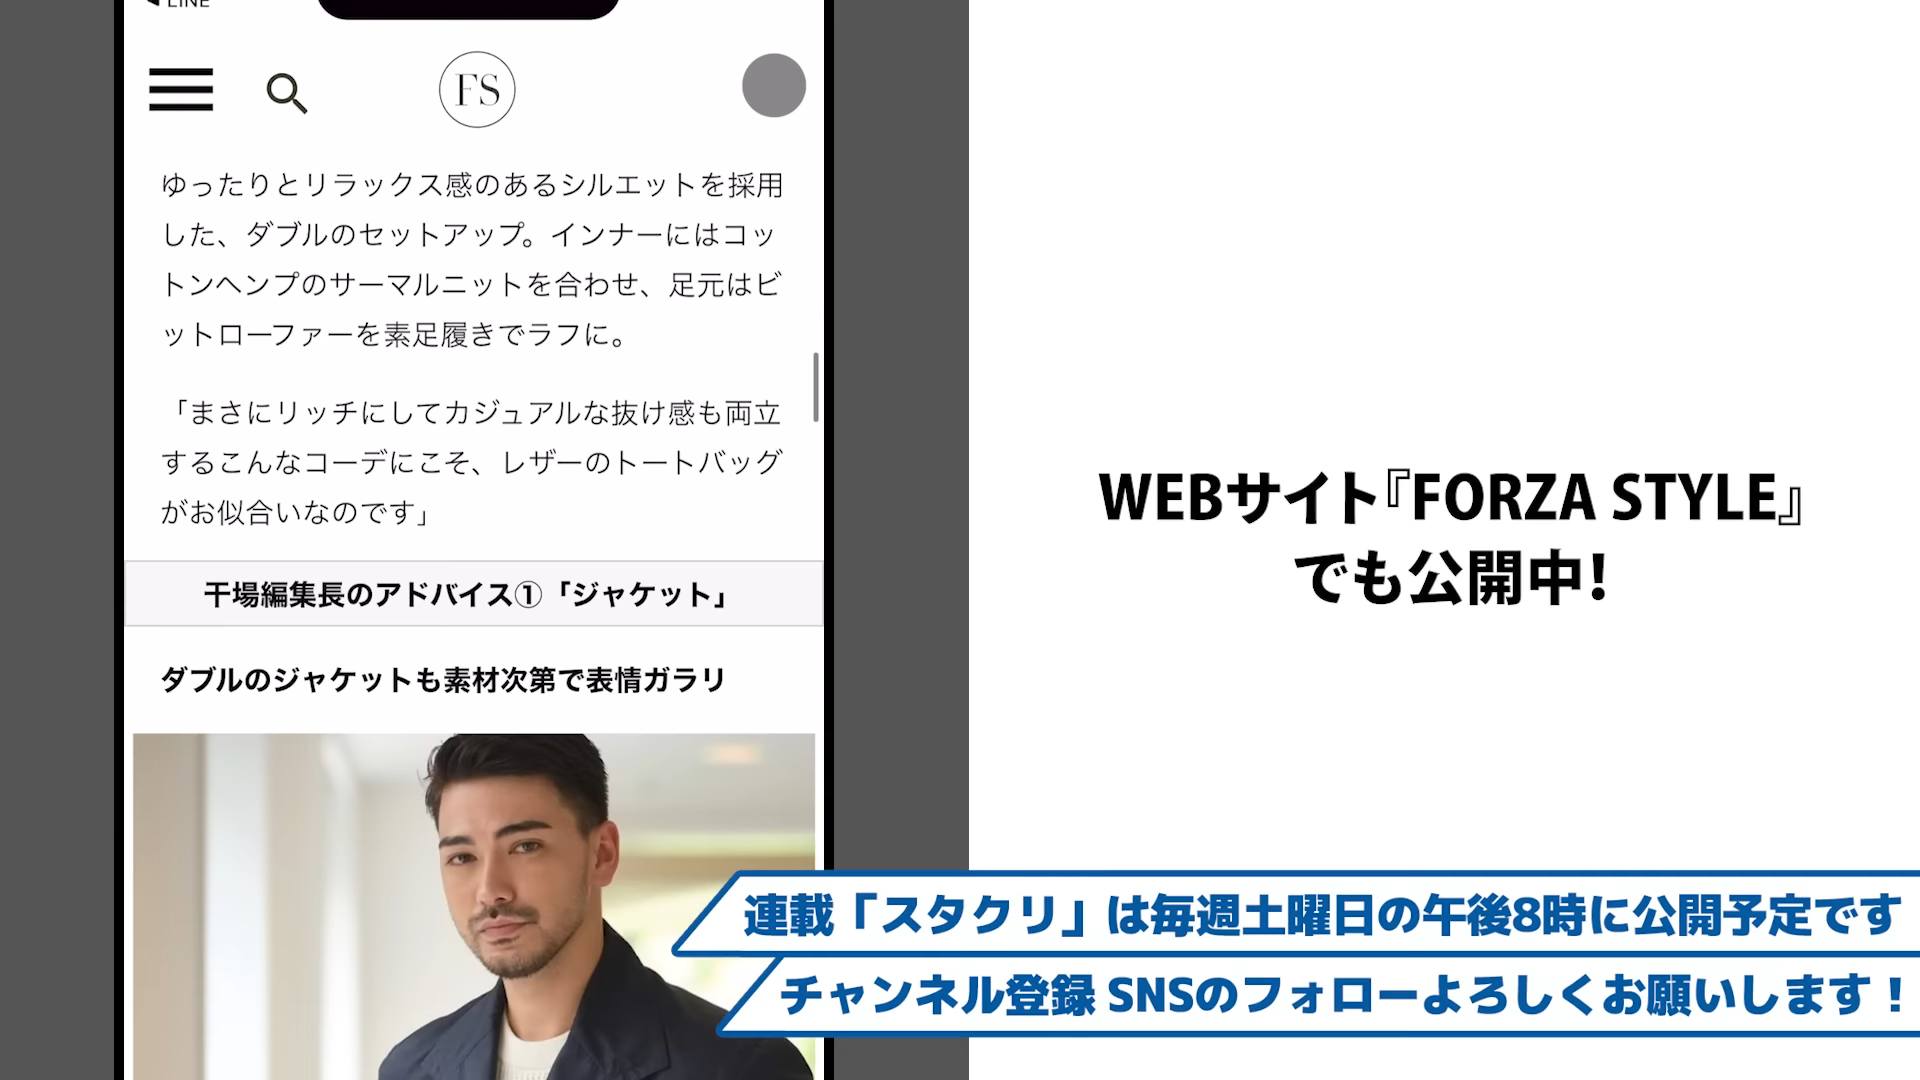 LINE
FS
ゆったりとリラックス感のあるシルエットを採用
した、ダブルのセットアップ。インナーにはコッ
トンヘンプのサーマルニットを合わせ、足元はビ
ットローファーを素足履きでラフに。
「まさにリッチにしてカジュアルな抜け感も両立
するこんなコーデにこそ、レザーのトートバッグ
がお似合いなのです」
干場編集長のアドバイス①「ジャケット」
ダブルのジャケットも素材次第で表情ガラリ
WEBサイト『FORZA STYLE』
でも公開中！
連載「スタクリ」は毎週土曜日の午後8時に公開予定です
チャンネル登録 SNSのフォローよろしくお願いします！